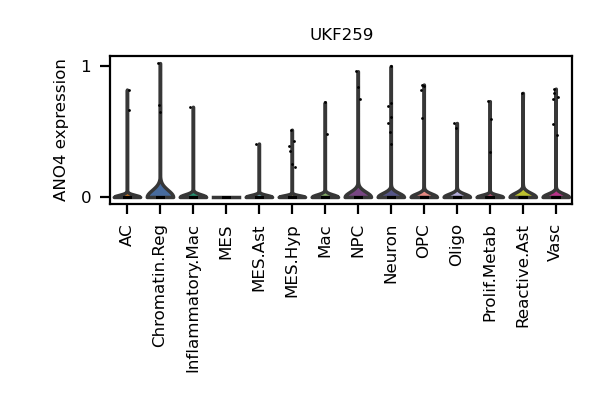 UKF259
ANO4 expression
1
0
AC
Chromatin.Reg
Inflammatory.Mac
MES
MES.Ast
MES.Hyp
Mac
NPC
Neuron
OPC
Oligo
Prolif.Metab
Reactive.Ast
Vasc